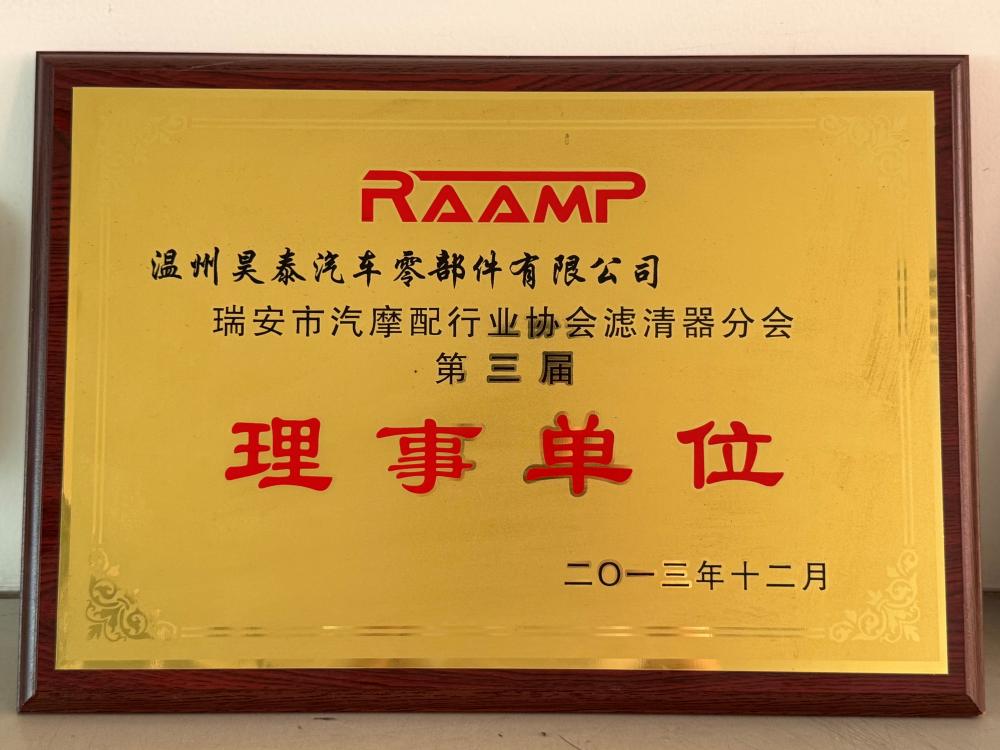 RAAMP
温州昊泰汽车零部件有限公司
瑞安市汽摩配行业协会滤清器分会
第三届
理事单位
二〇一三年十二月